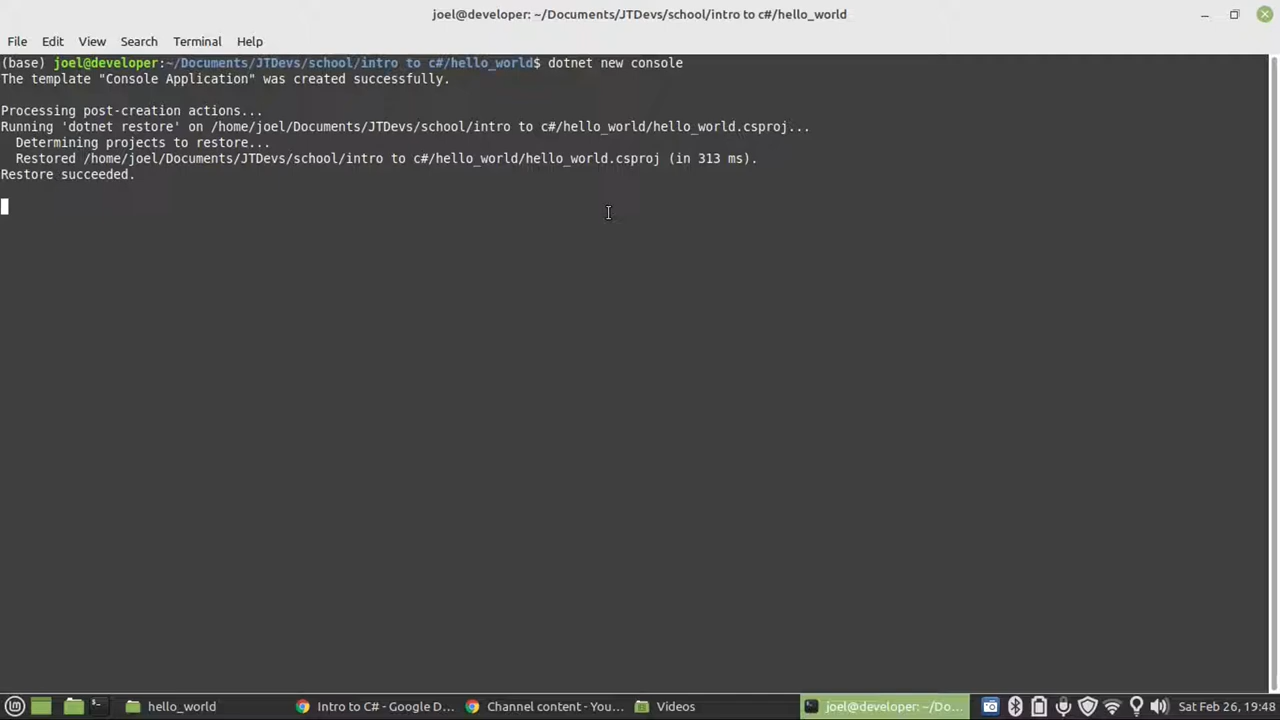 joel@developer: ~/Documents/JTDevs/school/intro to c#/hello_world
File Edit View Search Terminal Help
(base) joel@developer:~/Documents/JTDevs/school/intro to c#/hello_world$ dotnet new console
The template "Console Application" was created successfully.
Processing post-creation actions...
Running 'dotnet restore' on /home/joel/Documents/JTDevs/school/intro to c#/hello_world/hello_world.csproj...
Determining projects to restore...
Restored /home/joel/Documents/JTDevs/school/intro to c#/hello_world/hello_world.csproj (in 313 ms).
Restore succeeded.
hello_world Intro to C# - Google D... Channel content - You... Videos joel@developer: ~/Do... Sat Feb 26, 19:48